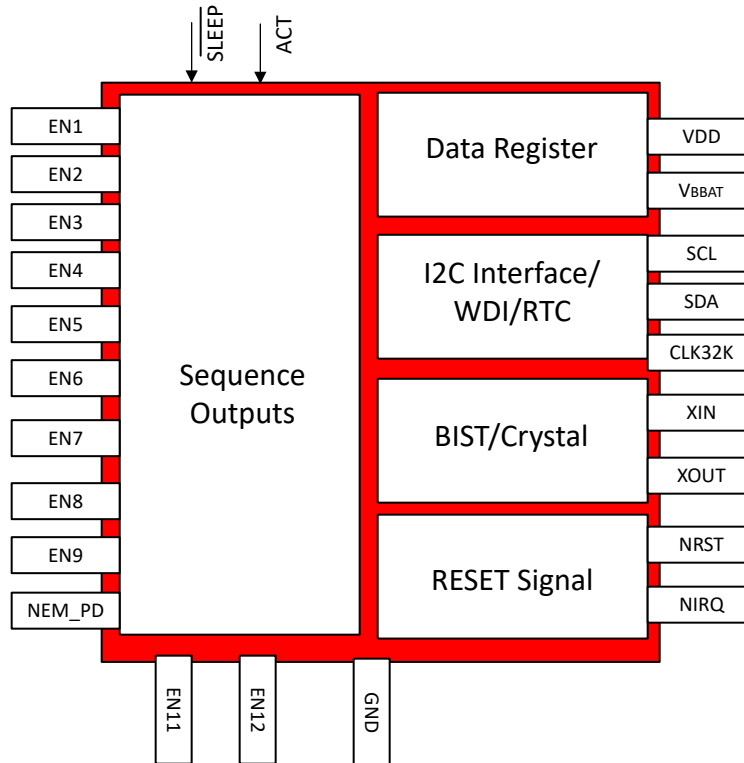 SLEEP
ACT
EN1
EN2
EN3
EN4
EN5
EN6
EN7
EN8
EN9
NEM_PD
Sequence
Outputs
Data Register
I2C Interface/
WDI/RTC
BIST/Crystal
RESET Signal
VDD
VBBAT
SCL
SDA
CLK32K
XIN
XOUT
NRST
NIRQ
EN11
EN12
GND